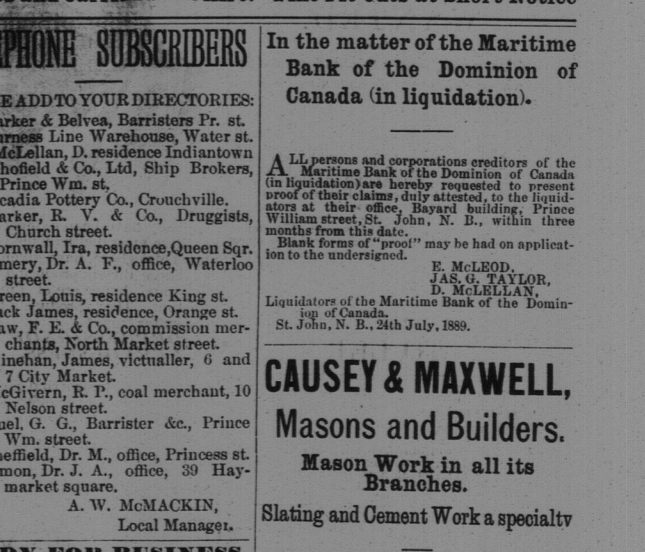 PHONE SUBSCRIBERS
E ADD TO YOUR DIRECTORIES:
arker & Belvea, Barristers Pr. st.
urness Line Warehouse, Water st.
McLellan, D. residence Indiantown
hofield & Co., Ltd, Ship Brokers,
Prince Wm. st.
cadia Pottery Co., Crouchville.
arker, R. V. & Co., Druggists,
Church street.
ornwall, Ira, residence, Queen Sqr.
mery, Dr. A. F., office, Waterloo
street.
reen, Louis, residence King st.
ack James, residence, Orange st.
aw, F. E. & Co., commission mer-
chants, North Market street.
inehan, James, victualler, 6 and
7 City Market.
cGivern, R. P., coal merchant, 10
Nelson street.
uel, G. G., Barrister &c., Prince
Wm. street.
heffield, Dr. M., office, Princess st.
mon, Dr. J. A., office, 39 Hay-
market square.
A. W. McMACKIN,
Local Manager.
FOR BUSINESS
In the matter of the Maritime
Bank of the Dominion of
Canada (in liquidation).
ALL persons and corporations creditors of the
Maritime Bank of the Dominion of Canada
(in liquidation) are hereby requested to present
proof of their claims, duly attested, to the liquid-
ators at their office, Bayard building, Prince
William street, St. John, N. B., within three
months from this date.
Blank forms of "proof" may be had on applicat-
ion to the undersigned.
E. McLEOD,
JAS. G. TAYLOR,
D. McLELLAN,
Liquidators of the Maritime Bank of the Domin-
ion of Canada.
St. John, N. B., 24th July, 1889.
CAUSEY & MAXWELL,
Masons and Builders.
Mason Work in all its
Branches.
Slating and Cement Work a specialty